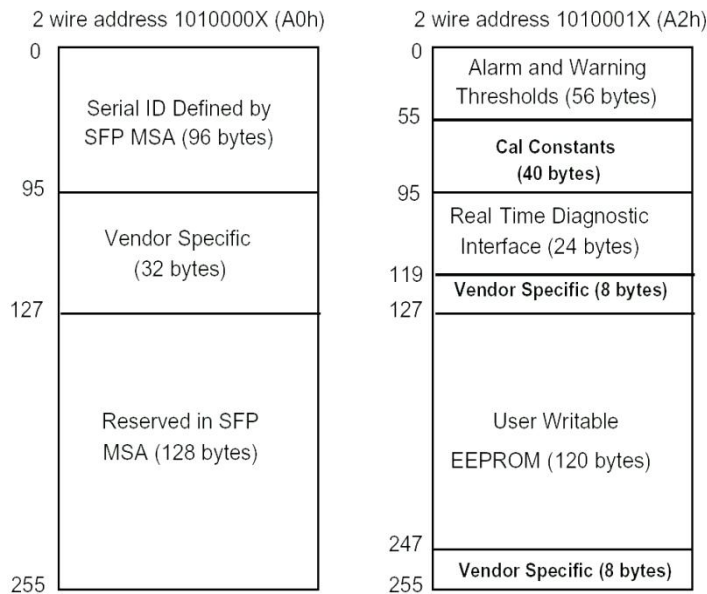 2 wire address 1010000X (A0h)
0
Serial ID Defined by
SFP MSA (96 bytes)
95
Vendor Specific
(32 bytes)
127
Reserved in SFP
MSA (128 bytes)
255
2 wire address 1010001X (A2h)
0
Alarm and Warning
Thresholds (56 bytes)
55
Cal Constants
(40 bytes)
95
Real Time Diagnostic
Interface (24 bytes)
119
Vendor Specific (8 bytes)
127
User Writable
EEPROM (120 bytes)
247
Vendor Specific (8 bytes)
255